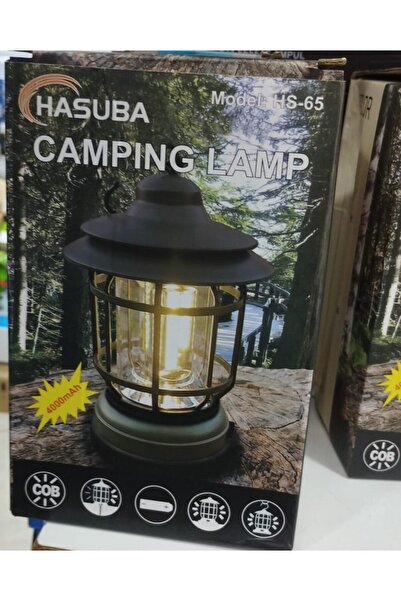 HASUBA
Model: HS-65
CAMPING LAMP
4000mAh
COB